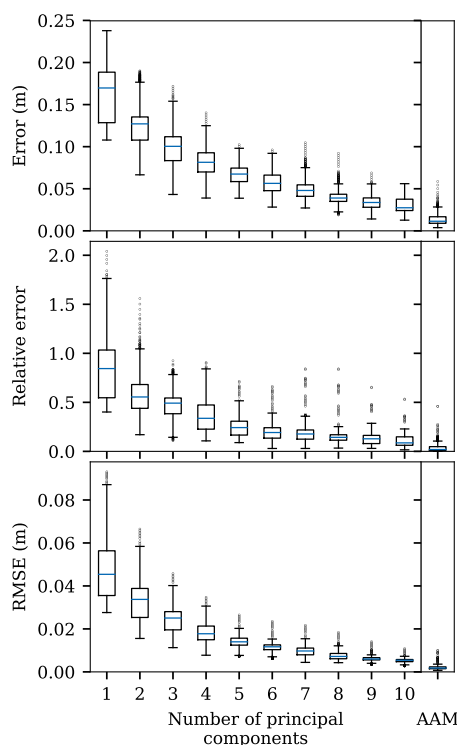 0.25
0.20
0.15
0.10
0.05
0.00
Error (m)
2.0
1.5
1.0
0.5
0.0
Relative error
0.08
0.06
0.04
0.02
0.00
RMSE (m)
1 2 3 4 5 6 7 8 9 10
Number of principal
components
AAM